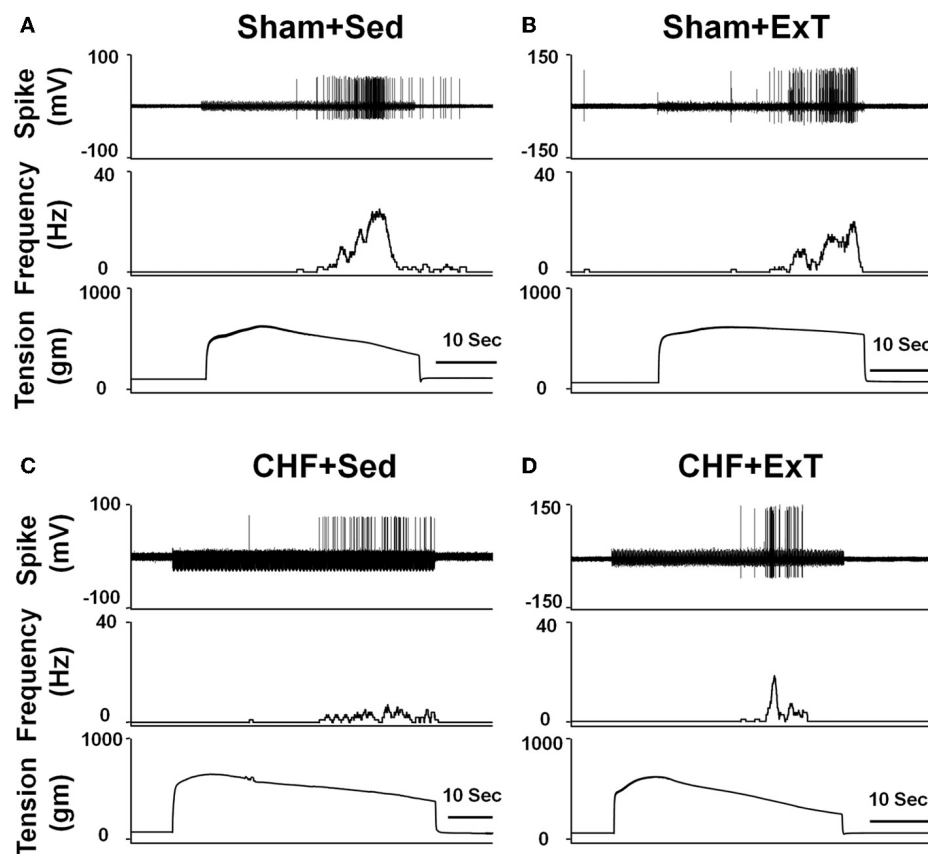 A
Sham+Sed
B
Sham+ExT
Spike
(mV)
100
-100
150
-150
Frequency
(Hz)
40
0
40
0
Tension
(gm)
1000
0
10 Sec
1000
0
10 Sec
C
CHF+Sed
D
CHF+ExT
Spike
(mV)
100
-100
150
-150
Frequency
(Hz)
40
0
40
0
Tension
(gm)
1000
0
10 Sec
1000
0
10 Sec